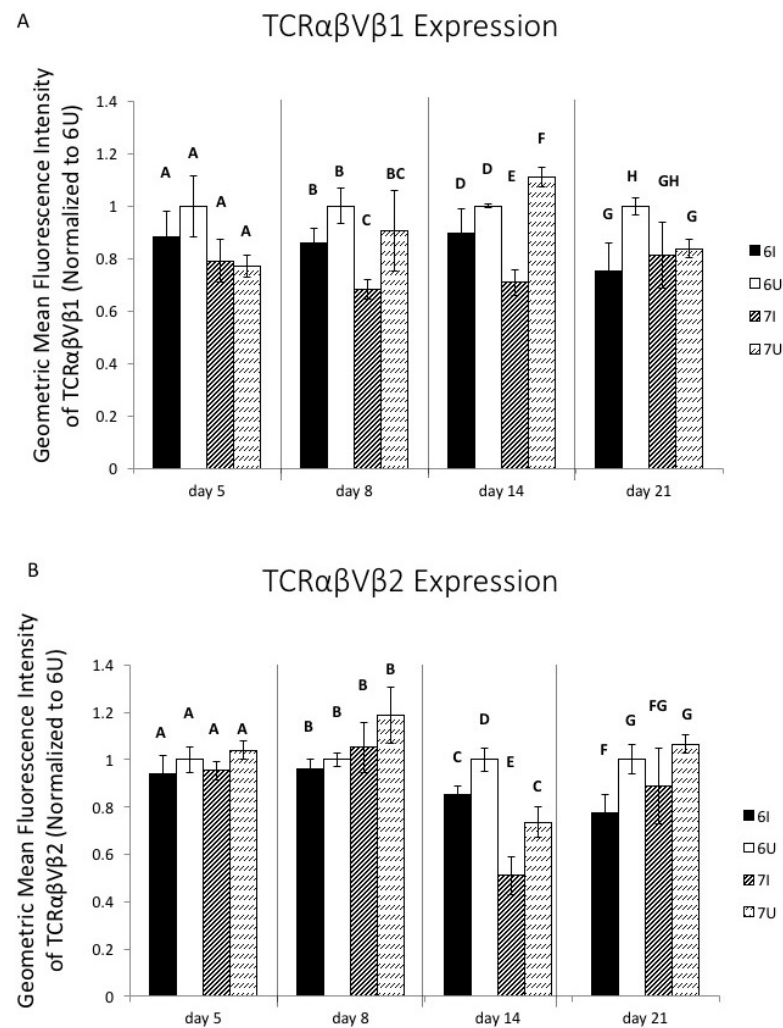 A
TCRαβVβ1 Expression
Geometric Mean Fluorescence Intensity
of TCRαβVβ1 (Normalized to 6U)
1.4
1.2
1
0.8
0.6
0.4
0.2
0
A A A A
B B C BC
D D E F
G H GH G
day 5 day 8 day 14 day 21
6I
6U
7I
7U
B
TCRαβVβ2 Expression
Geometric Mean Fluorescence Intensity
of TCRαβVβ2 (Normalized to 6U)
1.4
1.2
1
0.8
0.6
0.4
0.2
0
A A A A
B B B B
C D E C
F G FG G
day 5 day 8 day 14 day 21
6I
6U
7I
7U